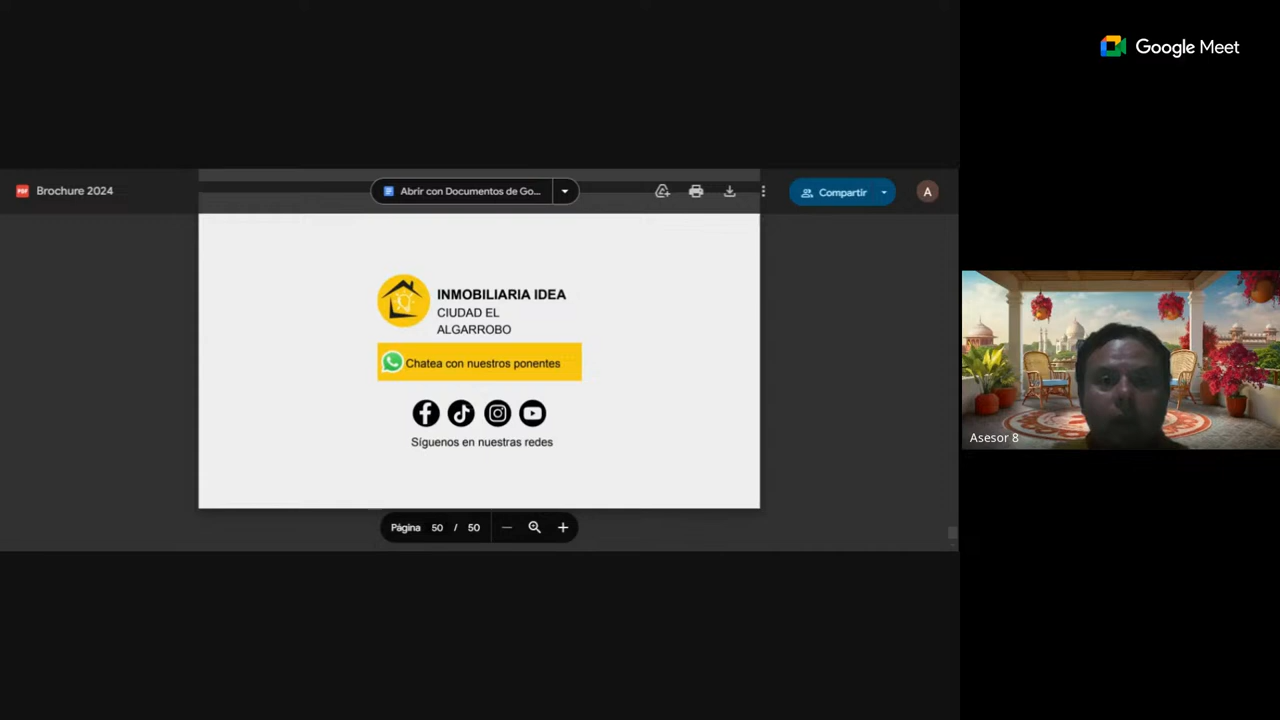 Google Meet
Brochure 2024
Abrir con Documentos de Go...
Compartir
A
INMOBILIARIA IDEA
CIUDAD EL
ALGARROBO
Chatea con nuestros ponentes
Síguenos en nuestras redes
Página 50 / 50
Asesor 8